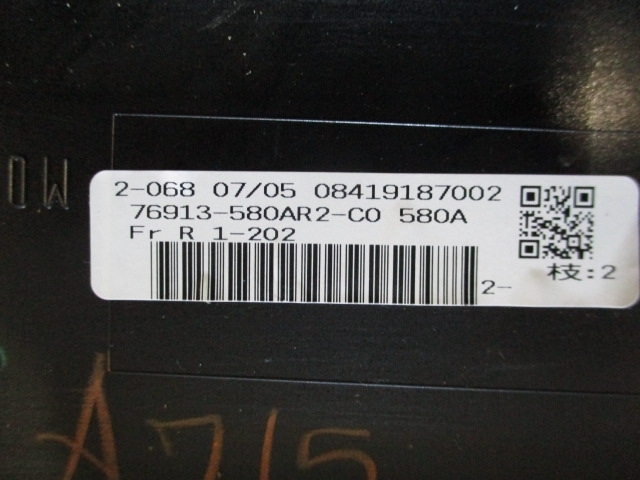 2-068 07/05 08419187002
76913-580AR2-C0 580A
Fr R 1-202
2-
枝:2
A715